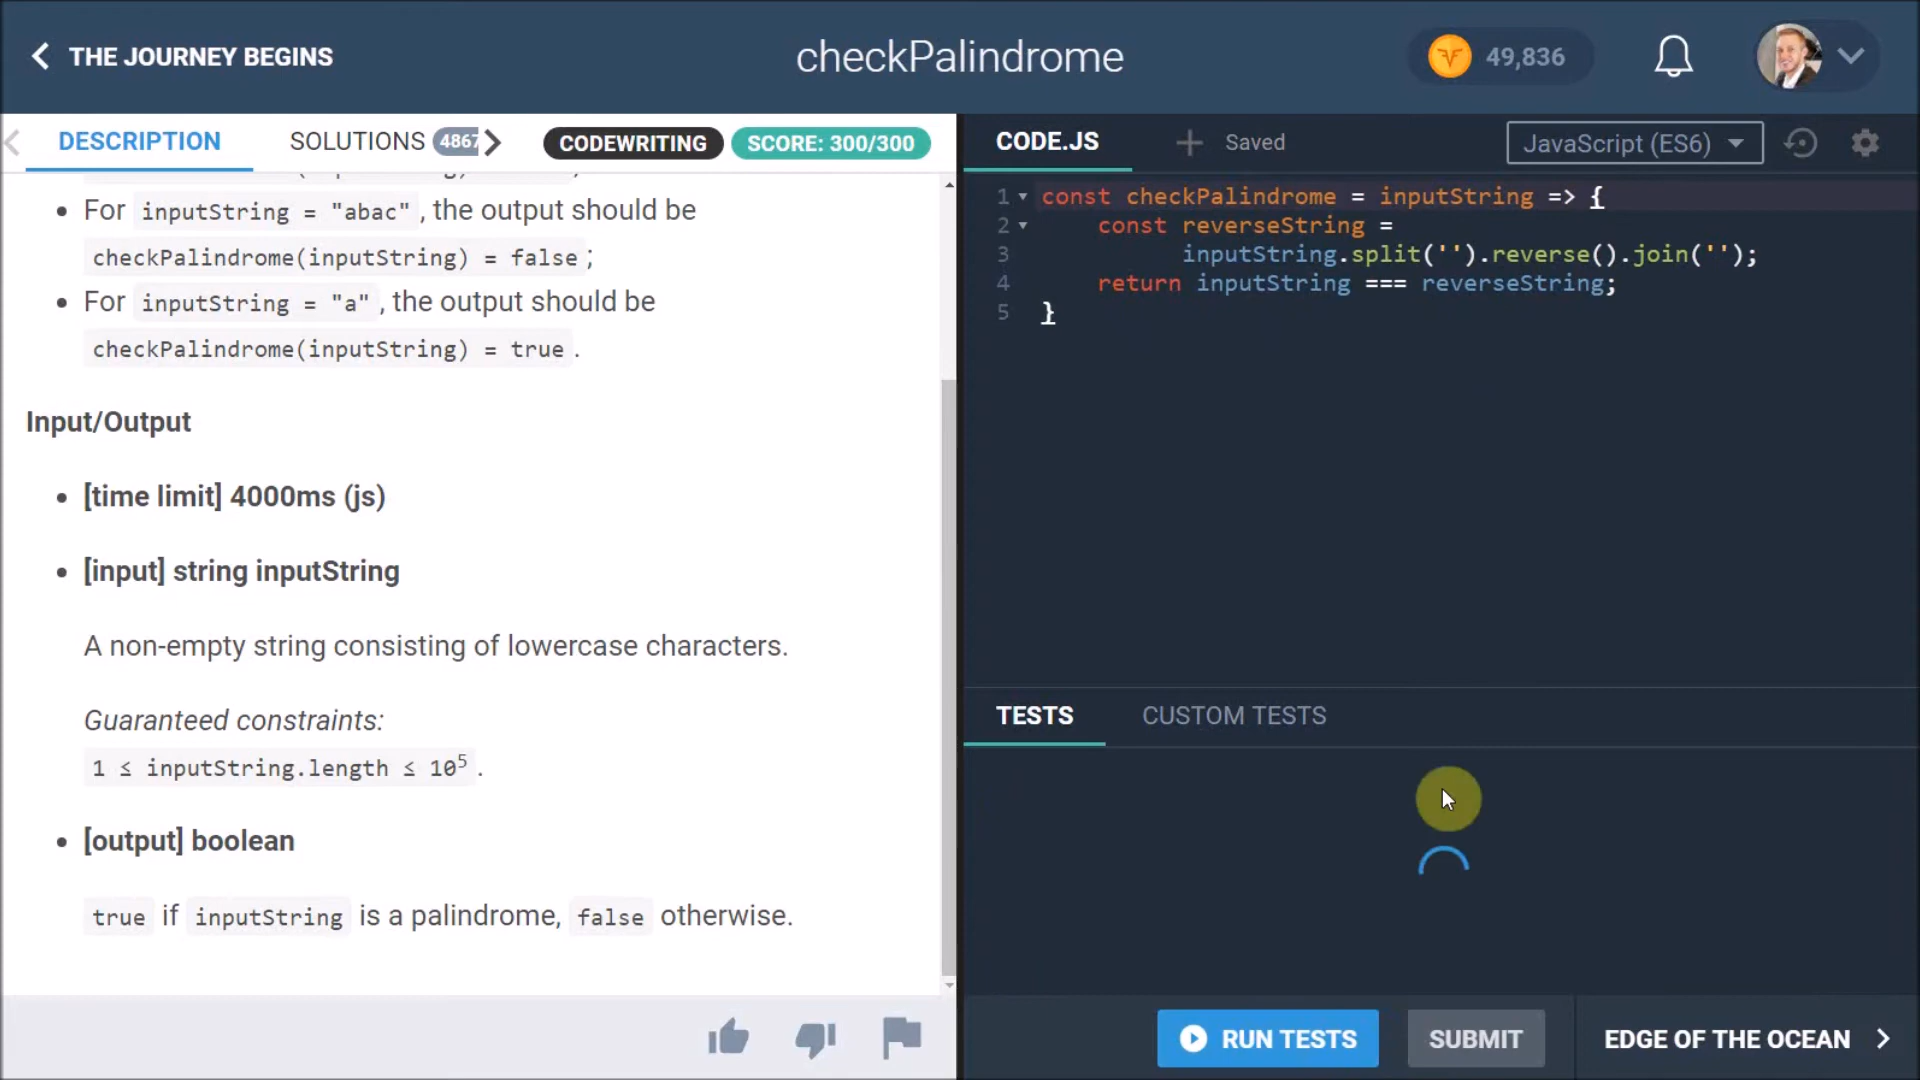 THE JOURNEY BEGINS
checkPalindrome
49,836
DESCRIPTION
SOLUTIONS 4867
CODEWRITING
SCORE: 300/300
For inputString = "abac", the output should be
checkPalindrome(inputString) = false;
For inputString = "a", the output should be
checkPalindrome(inputString) = true.
Input/Output
[time limit] 4000ms (js)
[input] string inputString
A non-empty string consisting of lowercase characters.
Guaranteed constraints:
1 ≤ inputString.length ≤ 10⁵.
[output] boolean
true if inputString is a palindrome, false otherwise.
CODE.JS
Saved
JavaScript (ES6)
1 const checkPalindrome = inputString => {
2 const reverseString =
3 inputString.split('').reverse().join('');
4 return inputString === reverseString;
5 }
TESTS
CUSTOM TESTS
RUN TESTS
SUBMIT
EDGE OF THE OCEAN